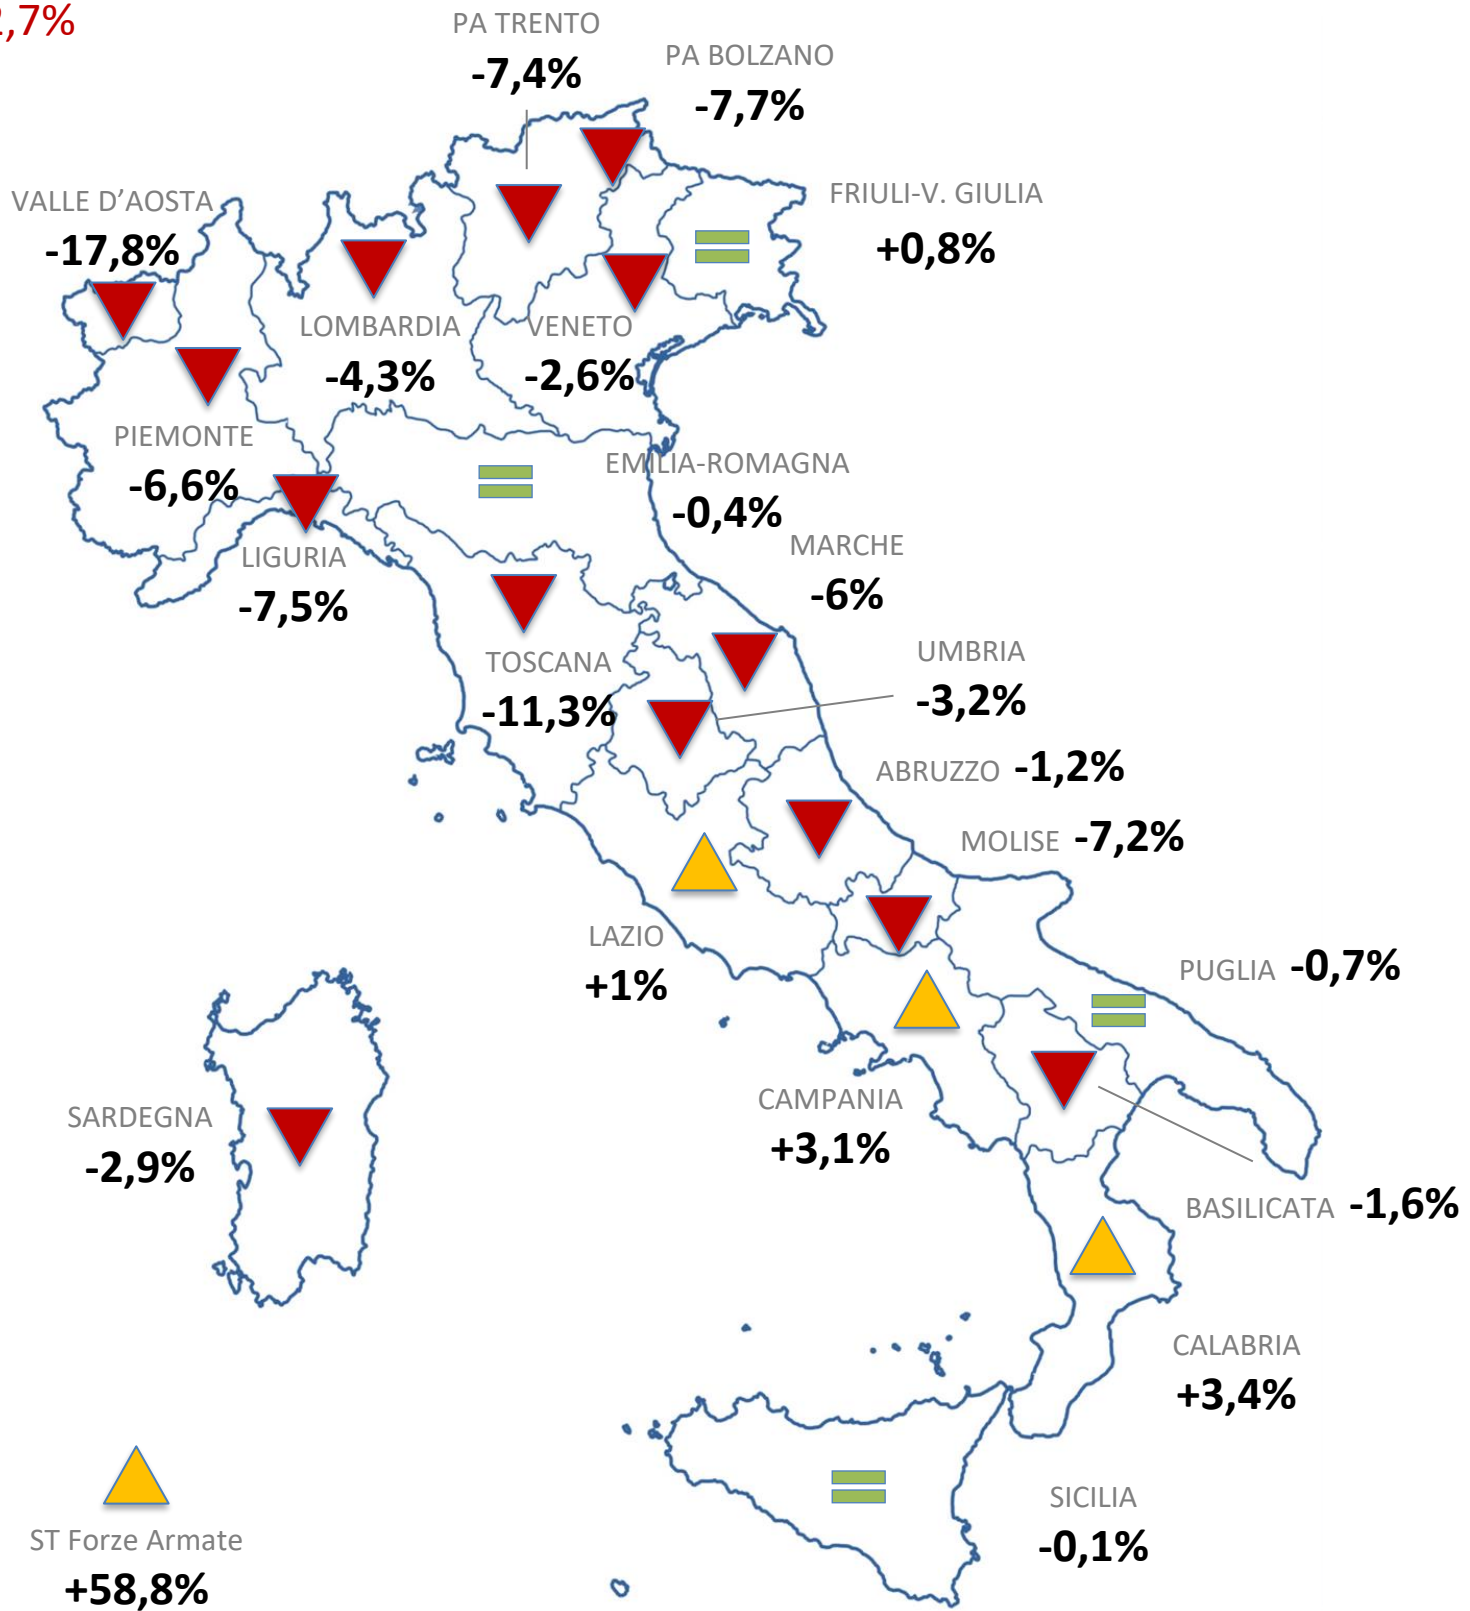 2,7%
PA TRENTO
-7,4%
PA BOLZANO
-7,7%
VALLE D’AOSTA
-17,8%
FRIULI-V. GIULIA
+0,8%
LOMBARDIA
-4,3%
VENETO
-2,6%
PIEMONTE
-6,6%
EMILIA-ROMAGNA
-0,4%
MARCHE
-6%
LIGURIA
-7,5%
TOSCANA
-11,3%
UMBRIA
-3,2%
ABRUZZO -1,2%
MOLISE -7,2%
LAZIO
+1%
PUGLIA -0,7%
CAMPANIA
+3,1%
SARDEGNA
-2,9%
BASILICATA -1,6%
CALABRIA
+3,4%
SICILIA
-0,1%
ST Forze Armate
+58,8%